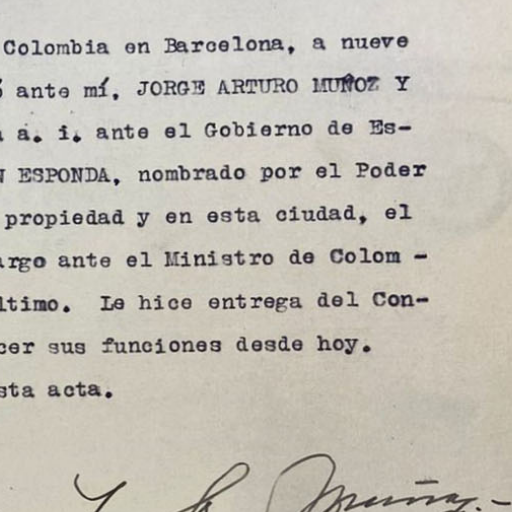 Colombia en Barcelona, a nueve
ante mí, JORGE ARTURO MUÑOZ Y
a. i. ante el Gobierno de Es-
ESPONDA, nombrado por el Poder
propiedad y en esta ciudad, el
argo ante el Ministro de Colom -
ltimo. Le hice entrega del Con-
cer sus funciones desde hoy.
sta acta.